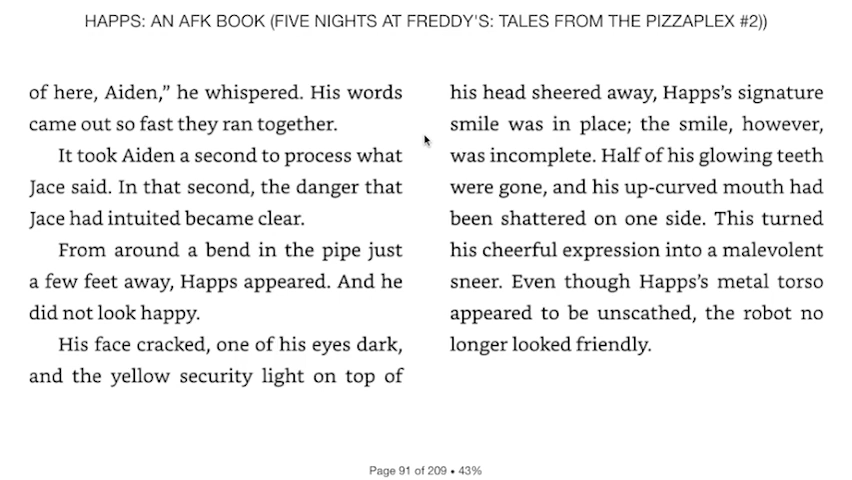 HAPPS: AN AFK BOOK (FIVE NIGHTS AT FREDDY'S: TALES FROM THE PIZZAPLEX #2))
of here, Aiden,” he whispered. His words
came out so fast they ran together.
It took Aiden a second to process what
Jace said. In that second, the danger that
Jace had intuited became clear.
From around a bend in the pipe just
a few feet away, Happs appeared. And he
did not look happy.
His face cracked, one of his eyes dark,
and the yellow security light on top of
his head sheered away, Happs’s signature
smile was in place; the smile, however,
was incomplete. Half of his glowing teeth
were gone, and his up-curved mouth had
been shattered on one side. This turned
his cheerful expression into a malevolent
sneer. Even though Happs’s metal torso
appeared to be unscathed, the robot no
longer looked friendly.
Page 91 of 209 • 43%